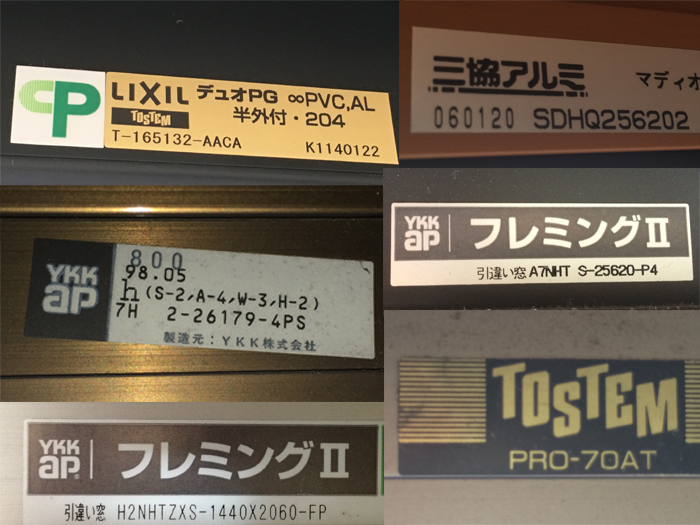 CP
LIXIL デュオPG ∞PVC,AL
TOSTEM 半外付・204
T-165132-AACA K1140122
三協アルミ マディオ
060120 SDHQ256202
YKK ap フレミングⅡ
引違い窓 A7NHT S-25620-P4
YKK ap
800
98.05
h (S-2,A-4,W-3,H-2)
7H 2-26179-4PS
製造元:YKK株式会社
TOSTEM
PRO-70AT
YKK ap® フレミングⅡ
引違い窓 H2NHTZXS-1440X2060-FP